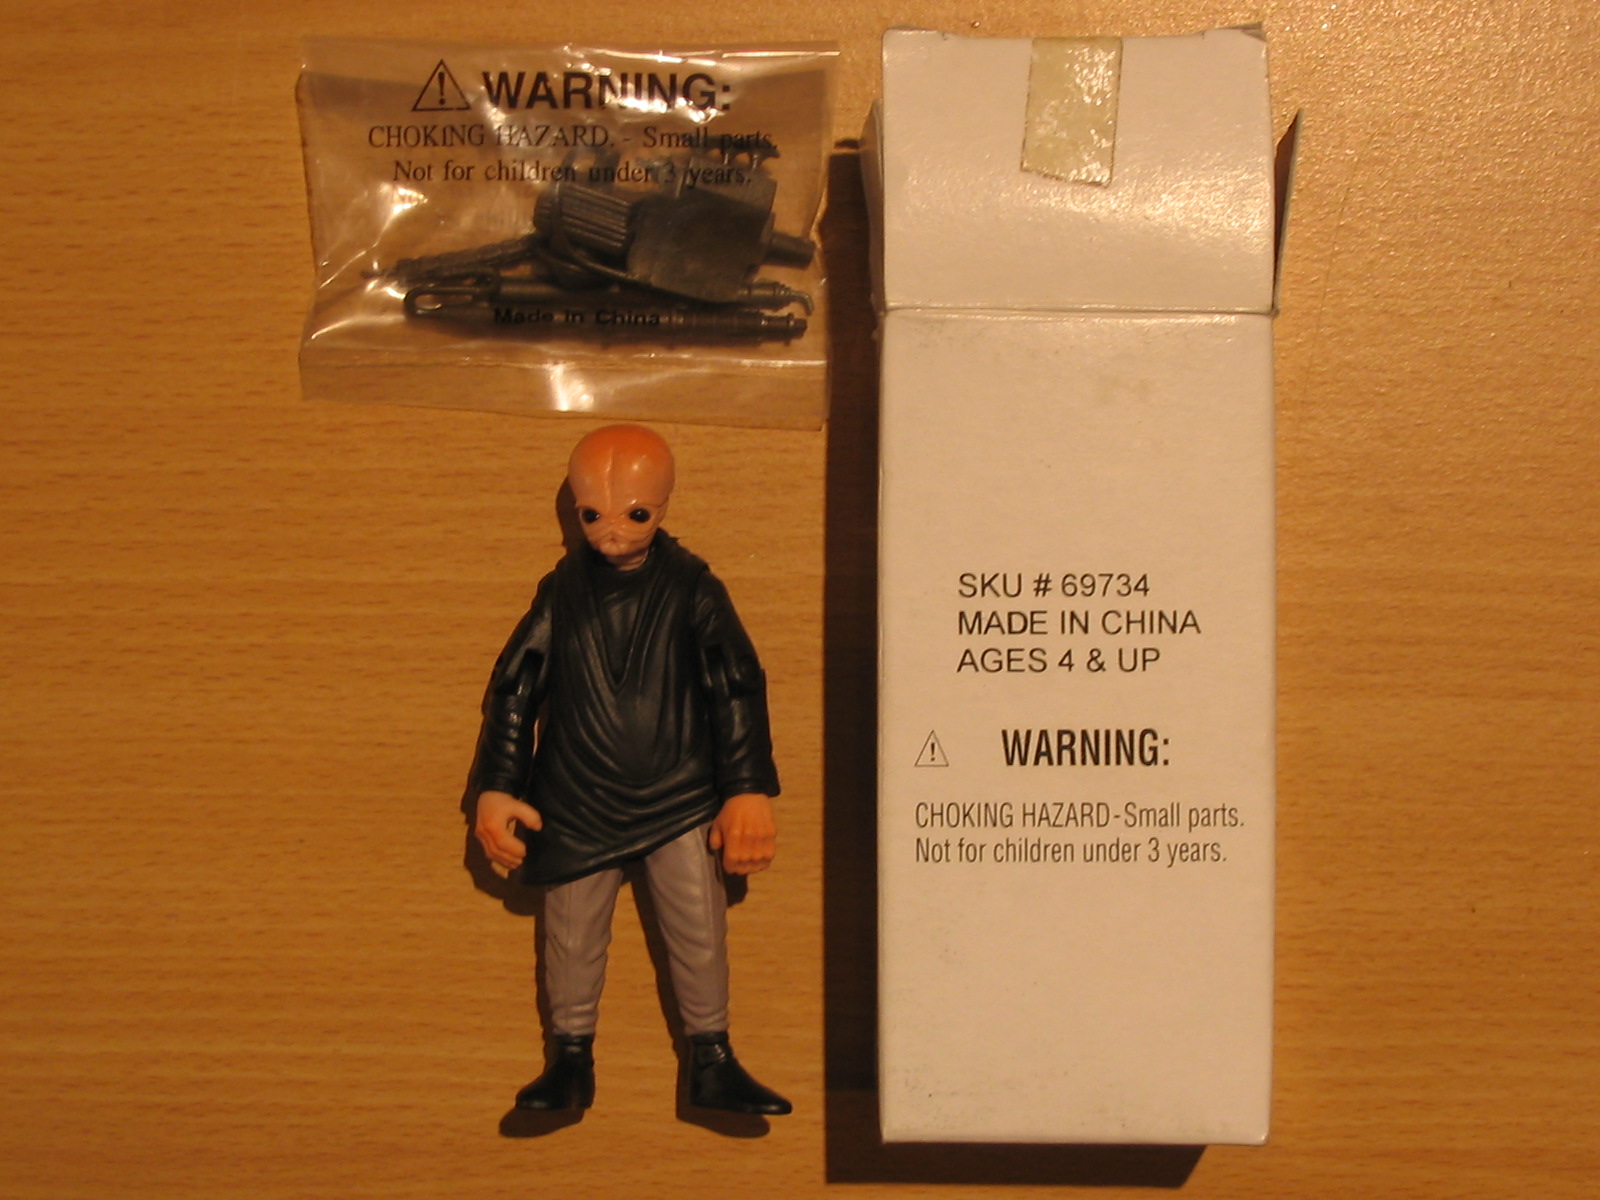 WARNING:
CHOKING HAZARD. - Small parts.
Not for children under 3 years.
Made in China
SKU # 69734
MADE IN CHINA
AGES 4 & UP
WARNING:
CHOKING HAZARD-Small parts.
Not for children under 3 years.